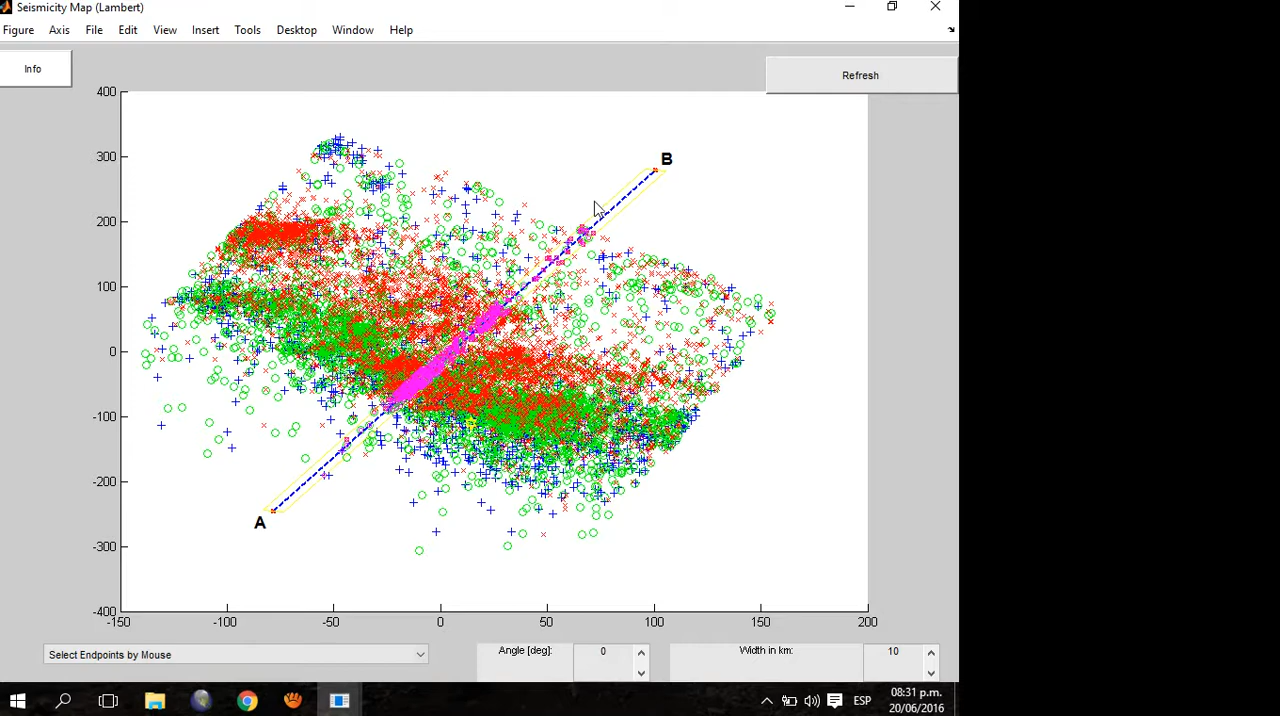 Seismicity Map (Lambert)
Figure Axis File Edit View Insert Tools Desktop Window Help
Info
Refresh
400
300
200
100
0
-100
-200
-300
-400
B
A
-150 -100 -50 0 50 100 150 200
Select Endpoints by Mouse
Angle [deg]: 0
Width in km: 10
ESP
08:31 p.m.
20/06/2016